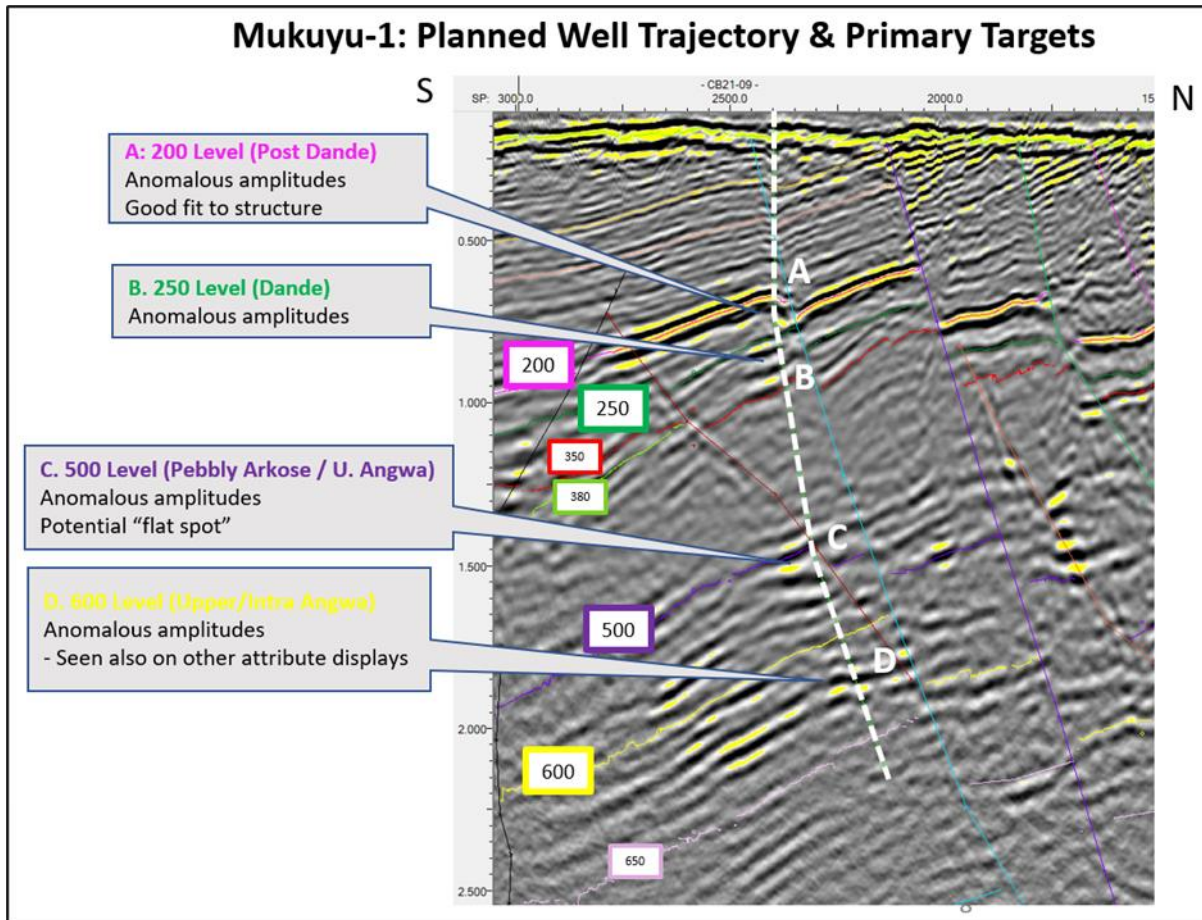 Mukuyu-1: Planned Well Trajectory & Primary Targets
S
N
- CB21-09 -
SP: 3000.0 2500.0 2000.0 15
A: 200 Level (Post Dande)
Anomalous amplitudes
Good fit to structure
0.500
A
B. 250 Level (Dande)
Anomalous amplitudes
200
B
1.000
250
350
380
C. 500 Level (Pebbly Arkose / U. Angwa)
Anomalous amplitudes
Potential “flat spot”
C
1.500
D. 600 Level (Upper/Intra Angwa)
Anomalous amplitudes
- Seen also on other attribute displays
500
D
2.000
600
650
2.500